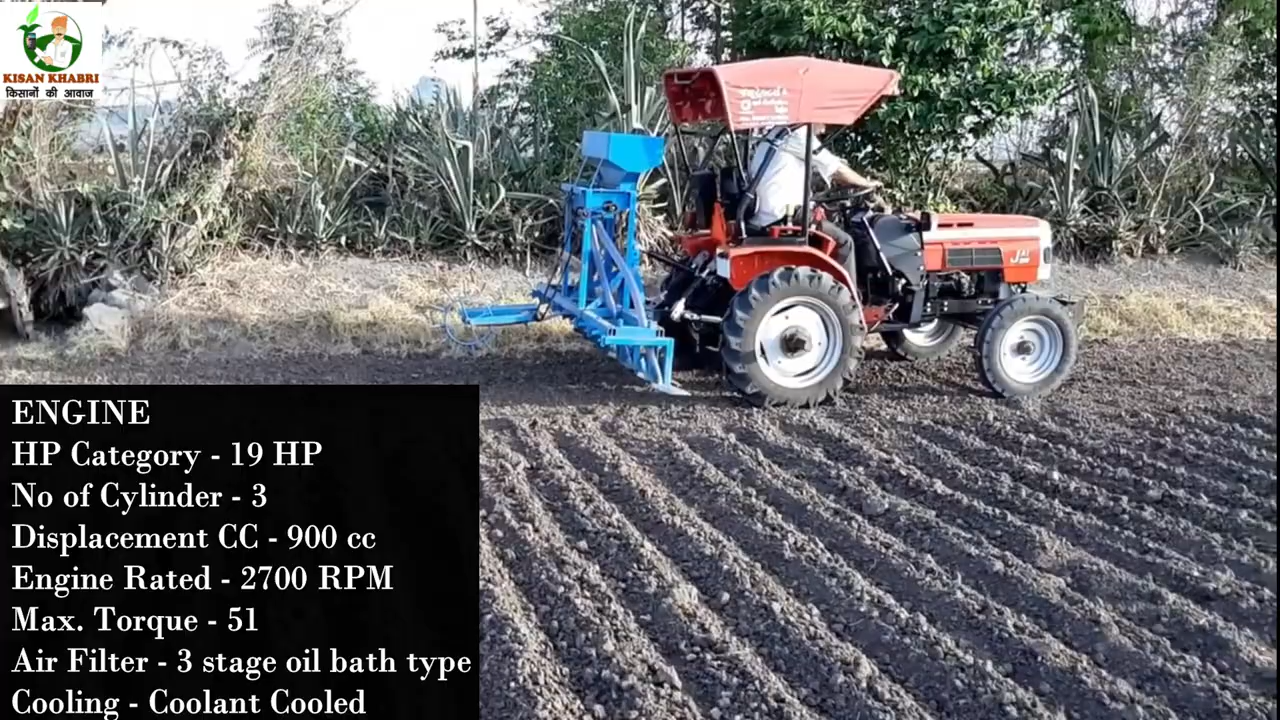 KISAN KHABRI
किसानों की आवाज
JAI
ENGINE
HP Category - 19 HP
No of Cylinder - 3
Displacement CC - 900 cc
Engine Rated - 2700 RPM
Max. Torque - 51
Air Filter - 3 stage oil bath type
Cooling - Coolant Cooled